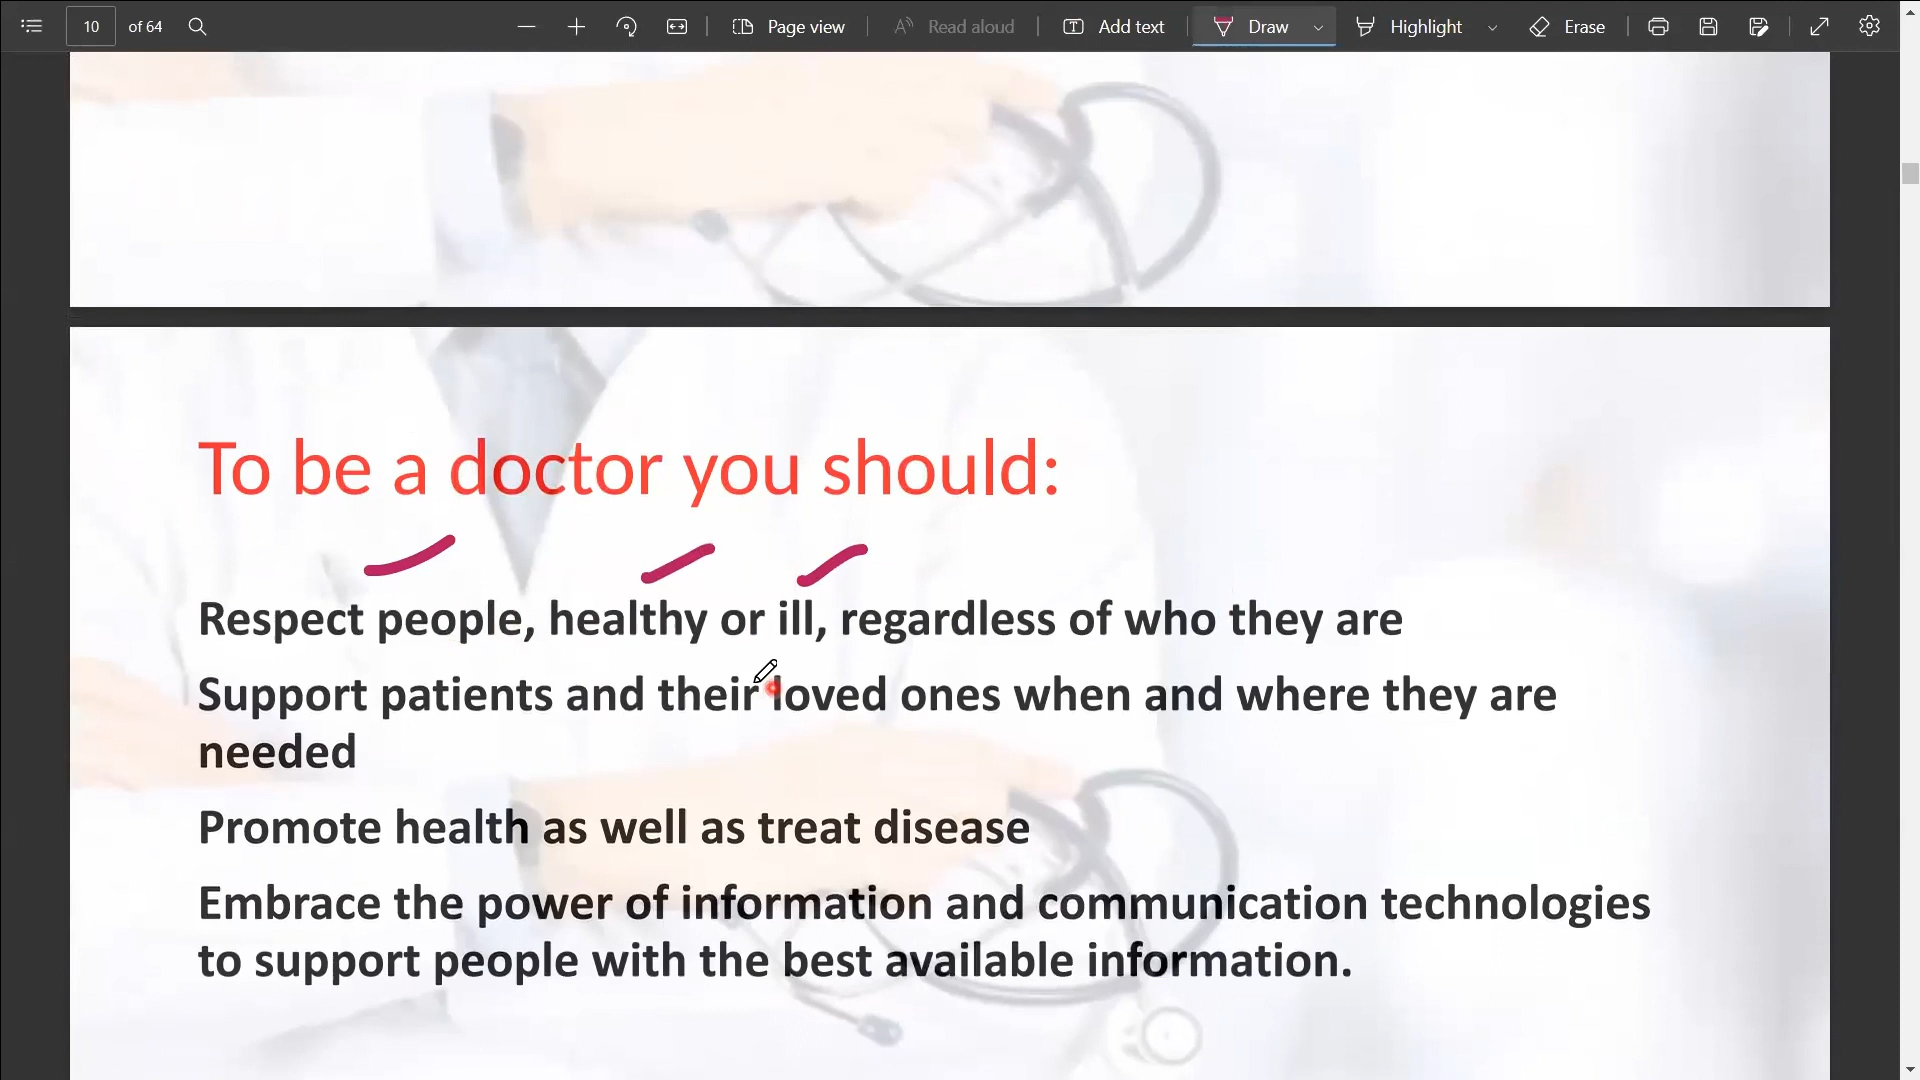 10 of 64 Page view Read aloud Add text Draw Highlight Erase
To be a doctor you should:
Respect people, healthy or ill, regardless of who they are
Support patients and their loved ones when and where they are
needed
Promote health as well as treat disease
Embrace the power of information and communication technologies
to support people with the best available information.